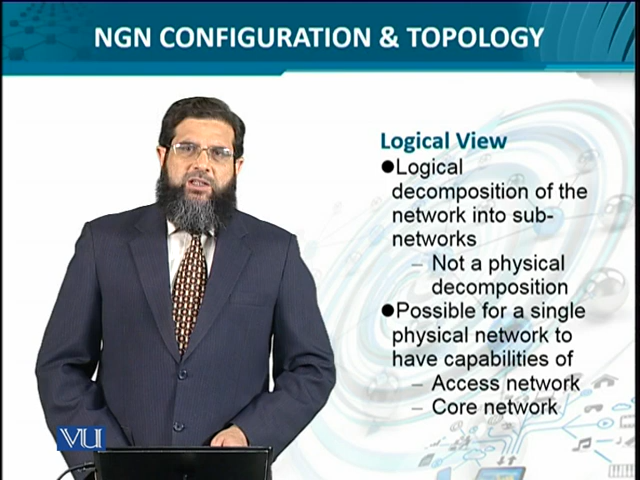 NGN CONFIGURATION & TOPOLOGY
Logical View
●Logical
decomposition of the
network into sub-
networks
– Not a physical
decomposition
●Possible for a single
physical network to
have capabilities of
– Access network
– Core network
VU